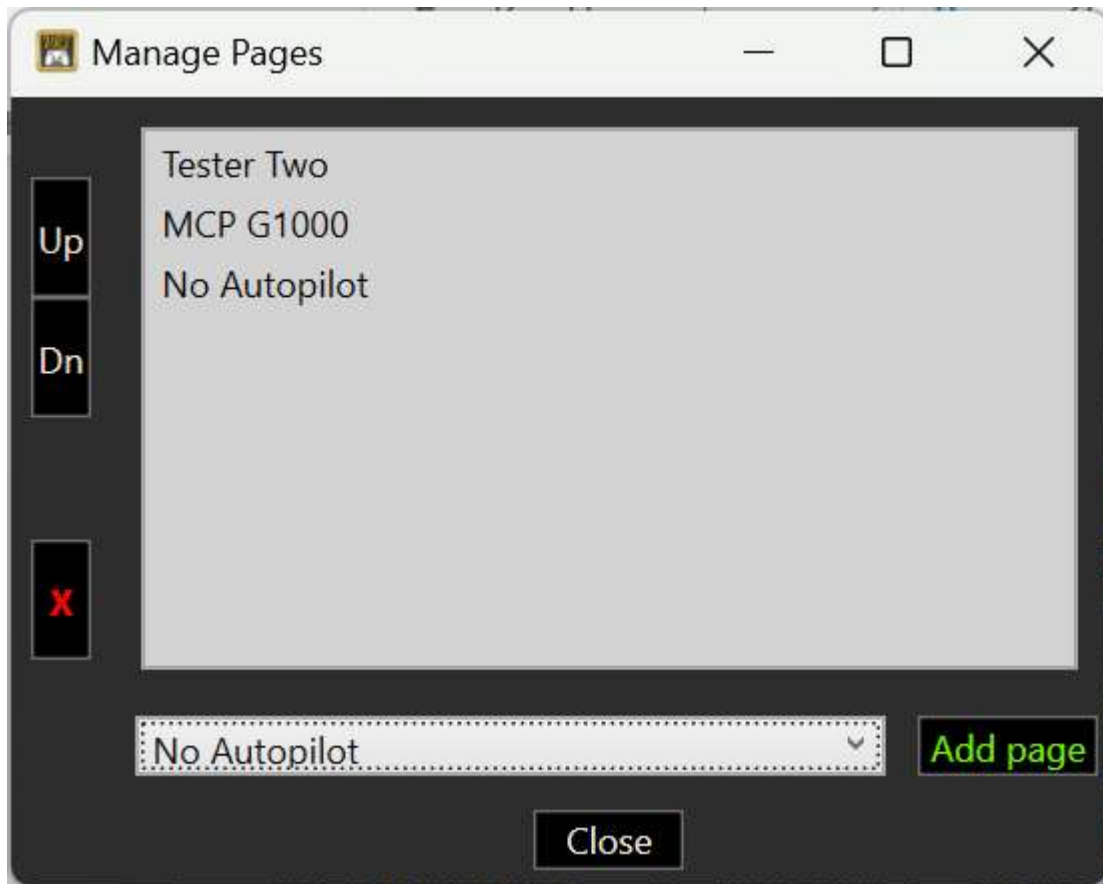 Manage Pages
Tester Two
MCP G1000
No Autopilot
Up
Dn
X
No Autopilot
Add page
Close